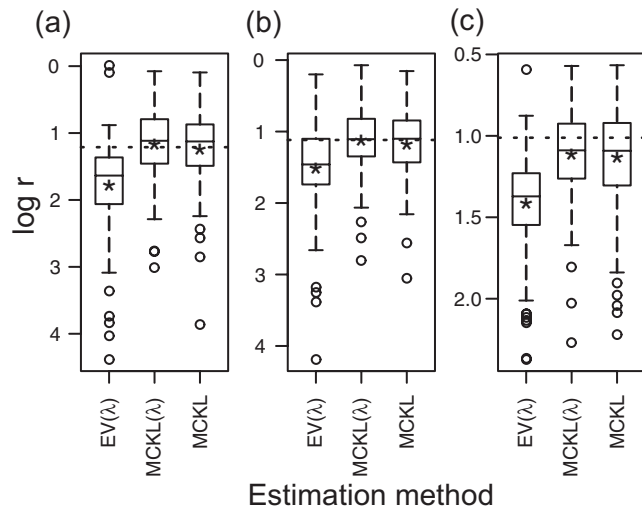 (a)
(b)
(c)
log r
0
1
2
3
4
0
1
2
3
4
0.5
1.0
1.5
2.0
EV(λ)
MCKL(λ)
MCKL
EV(λ)
MCKL(λ)
MCKL
EV(λ)
MCKL(λ)
MCKL
Estimation method